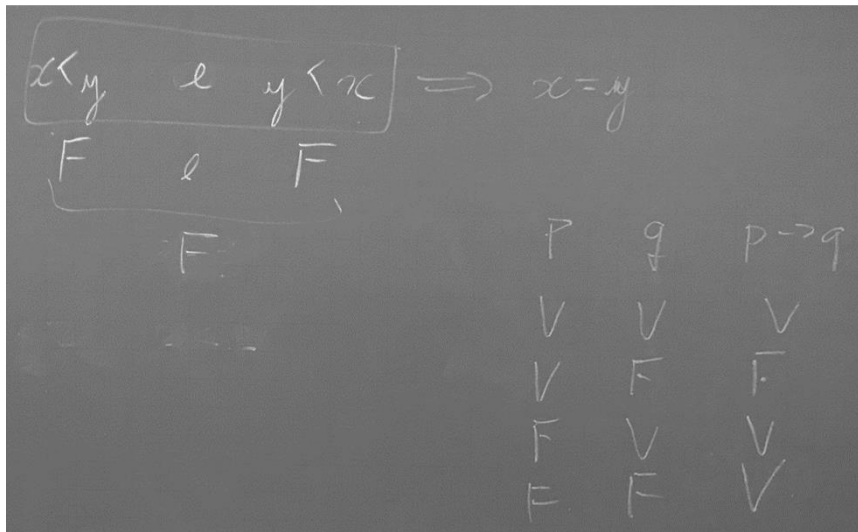 x<y e y<x ⟹ x=y
F e F
F
p q p→q
V V V
V F F
F V V
F F V